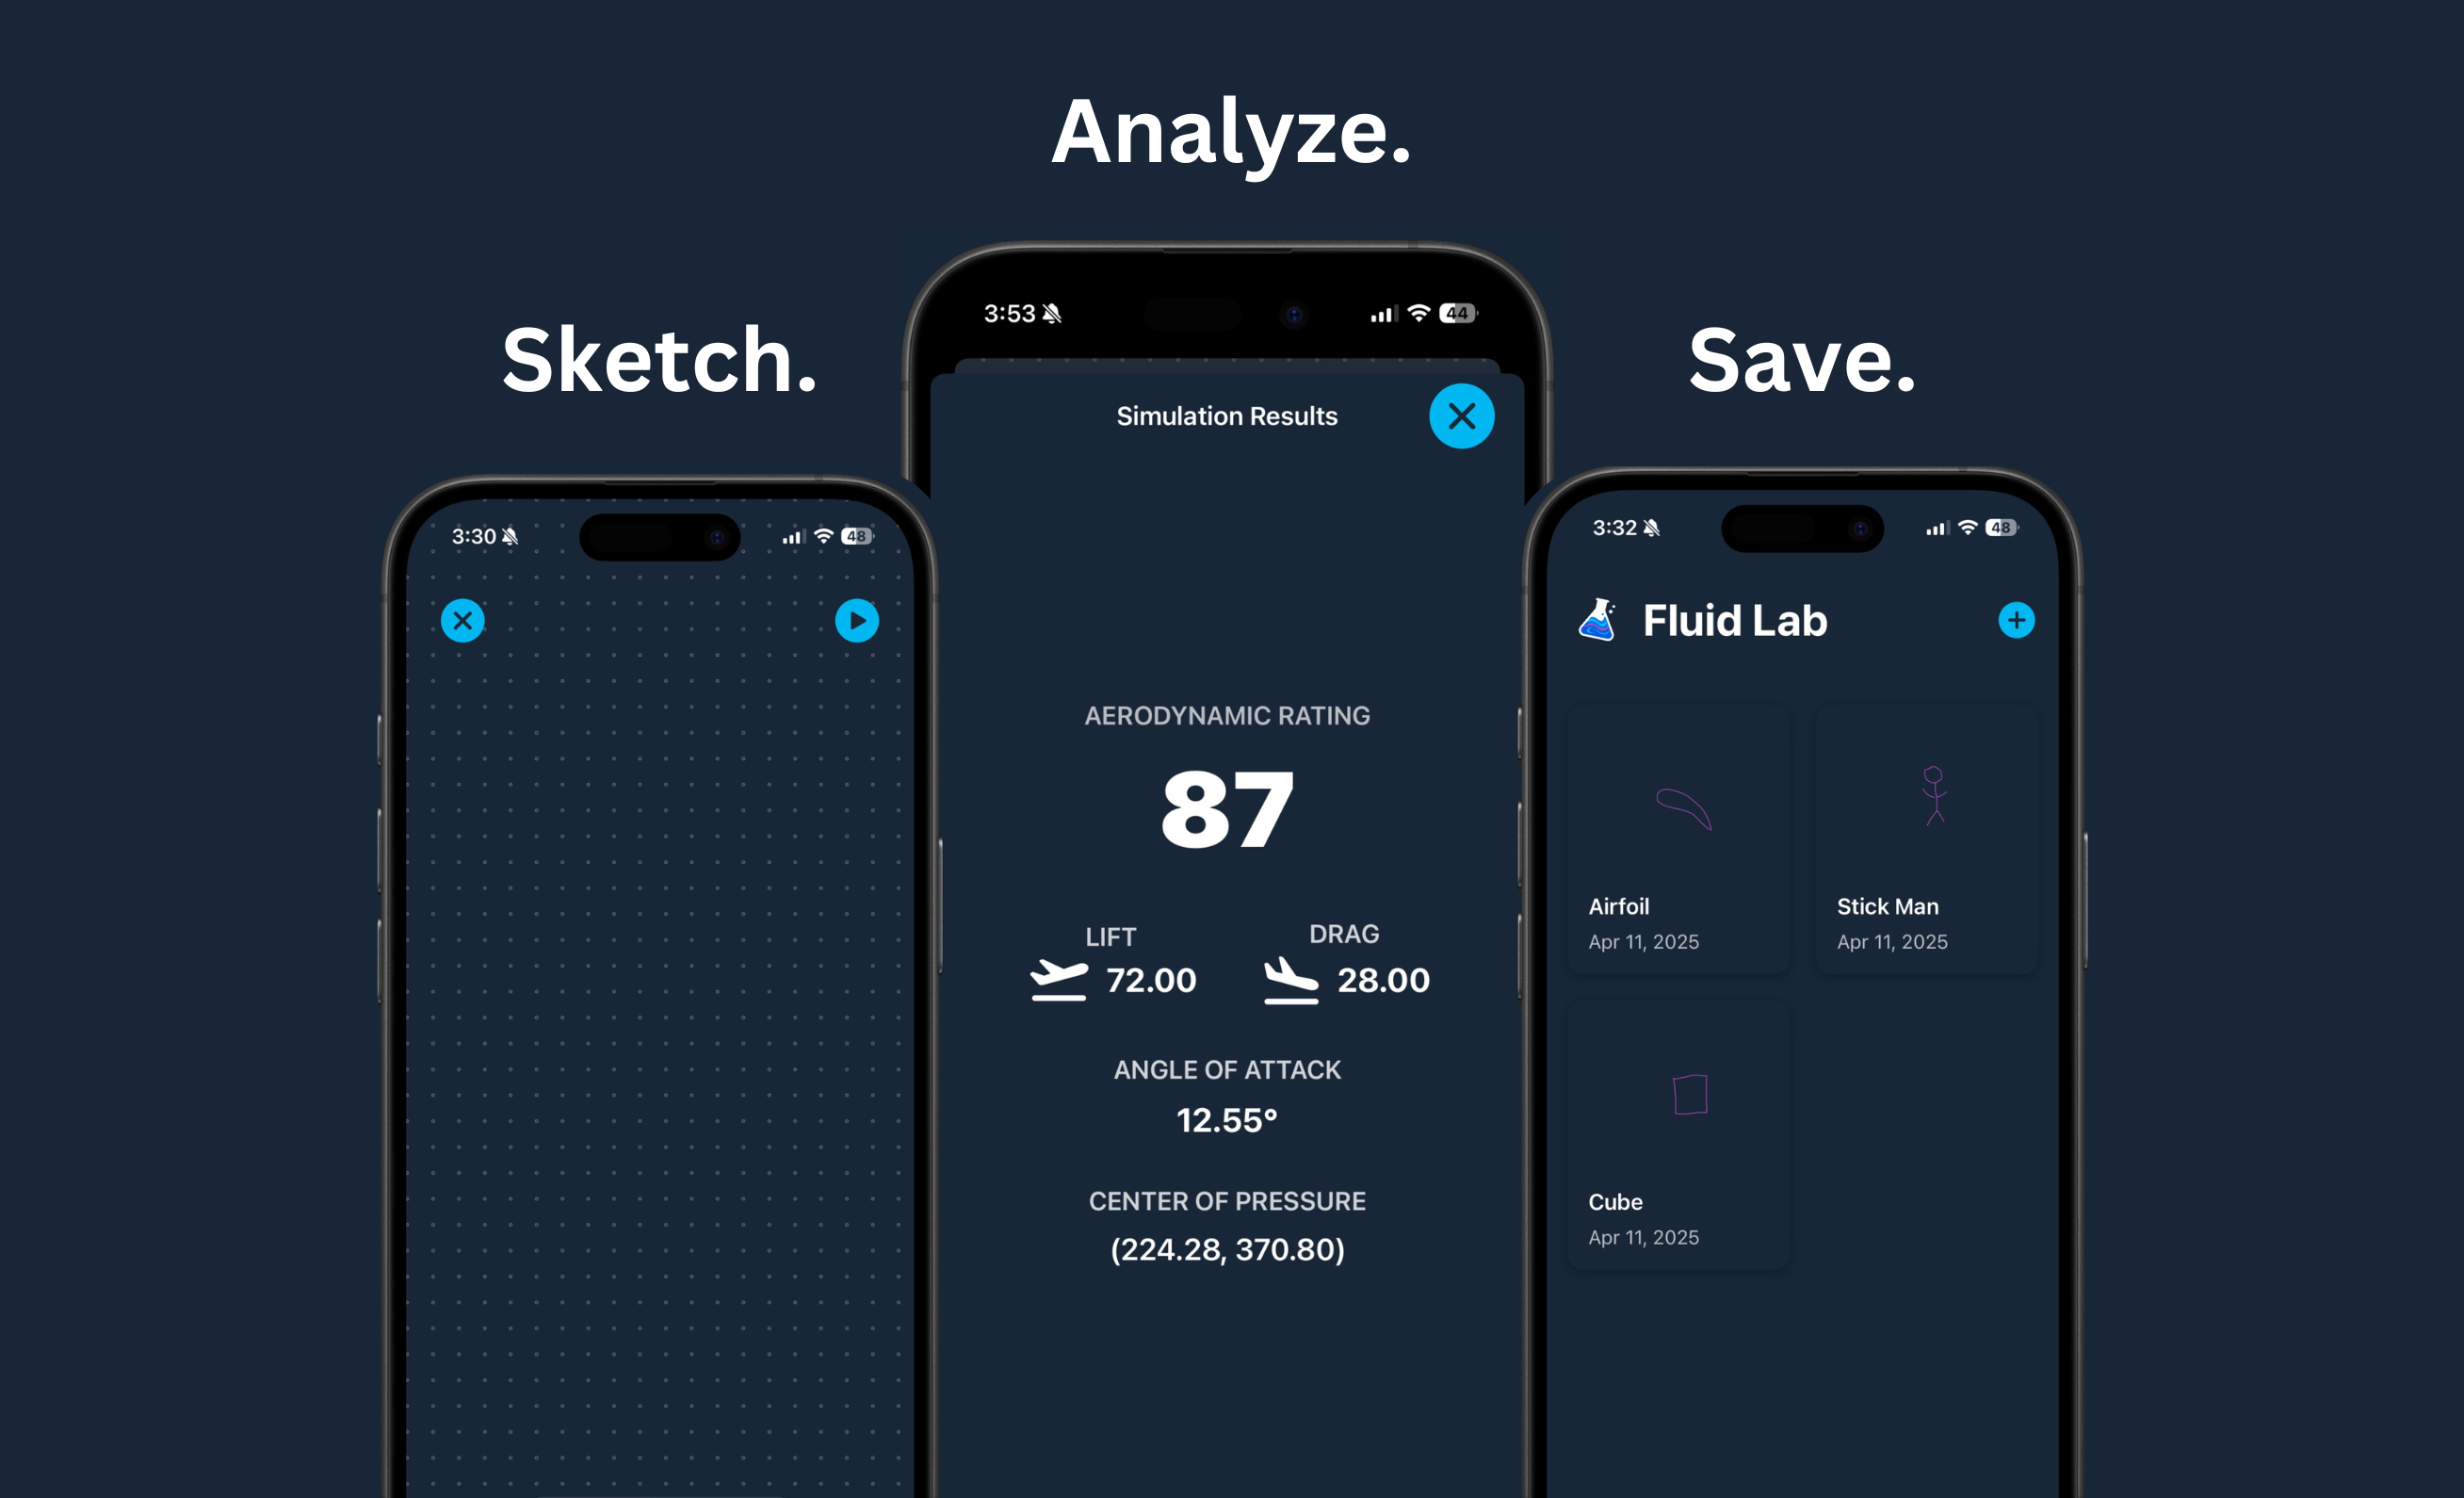 Analyze.
Sketch.
Save.
3:30
48
3:53
44
Simulation Results
AERODYNAMIC RATING
87
LIFT
DRAG
72.00
28.00
ANGLE OF ATTACK
12.55°
CENTER OF PRESSURE
(224.28, 370.80)
3:32
48
Fluid Lab
Airfoil
Apr 11, 2025
Stick Man
Apr 11, 2025
Cube
Apr 11, 2025